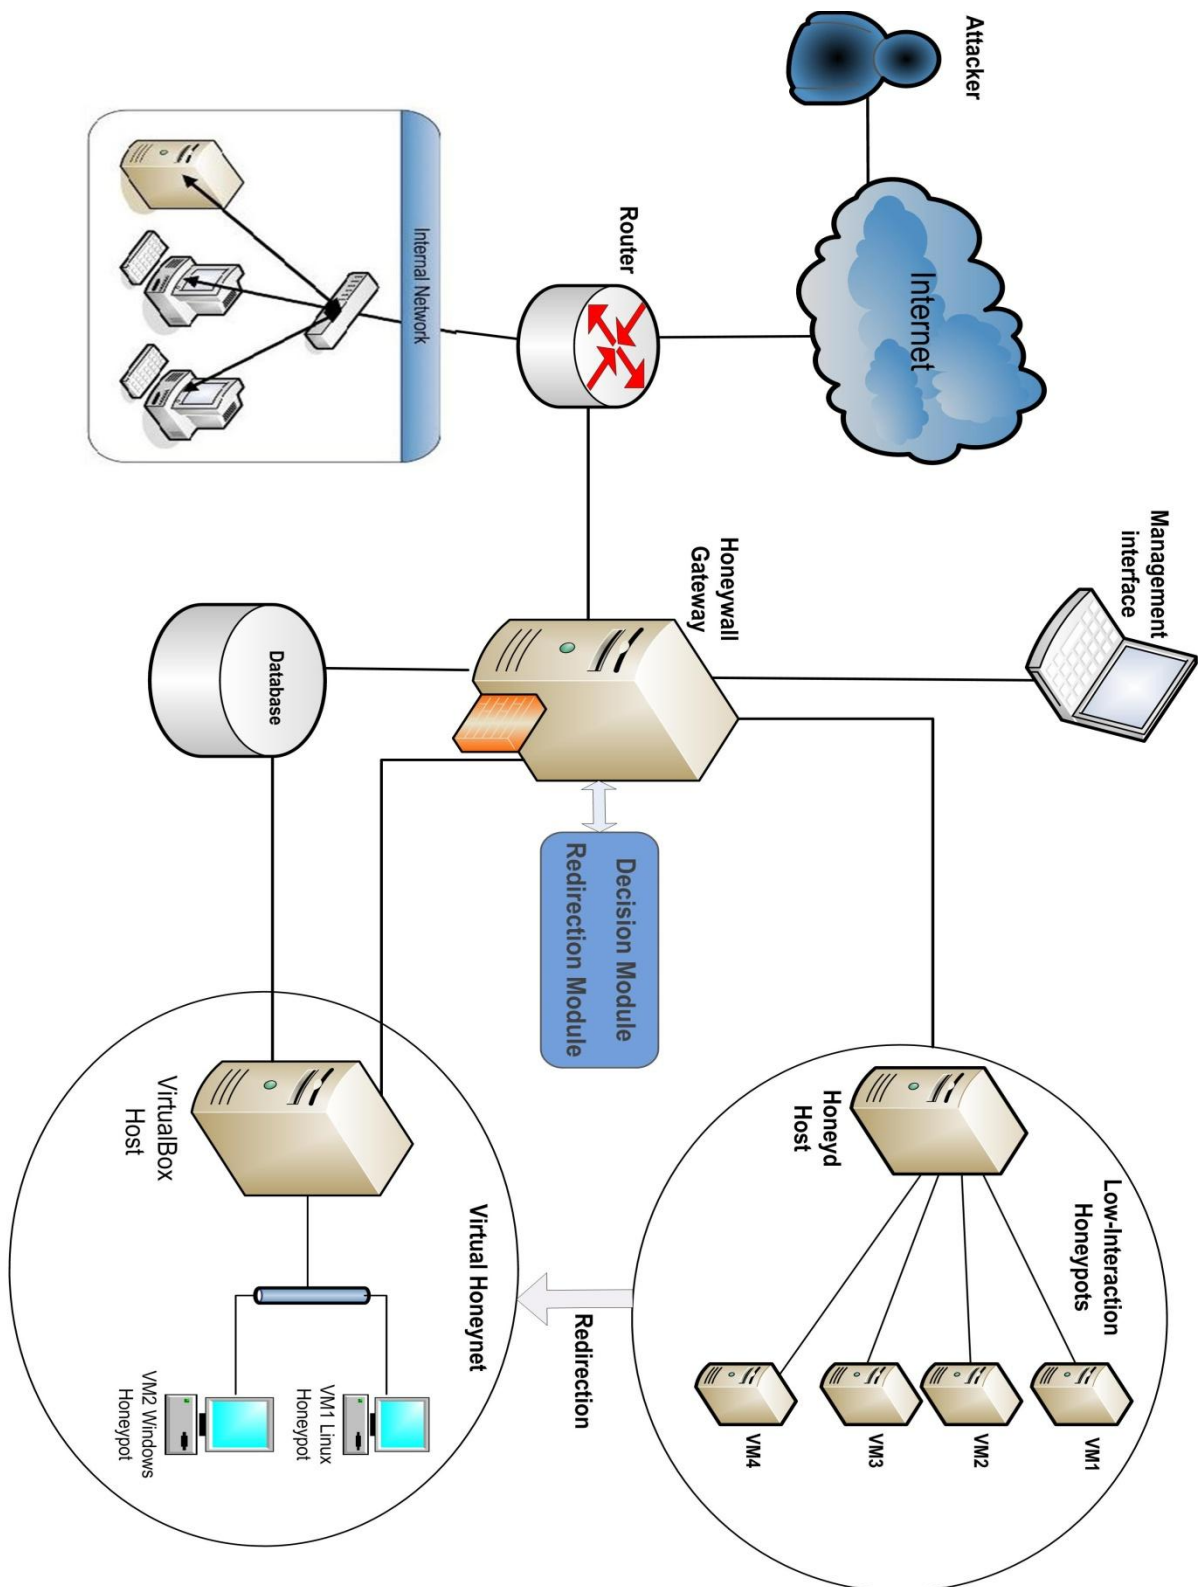 Attacker
Internet
Router
Internal Network
Management
interface
Honeywall
Gateway
Database
Decision Module
Redirection Module
Low-Interaction
Honeypots
Honeyd
Host
VM1
VM2
VM3
VM4
Redirection
Virtual Honeynet
VirtualBox
Host
VM1 Linux
Honeypot
VM2 Windows
Honeypot